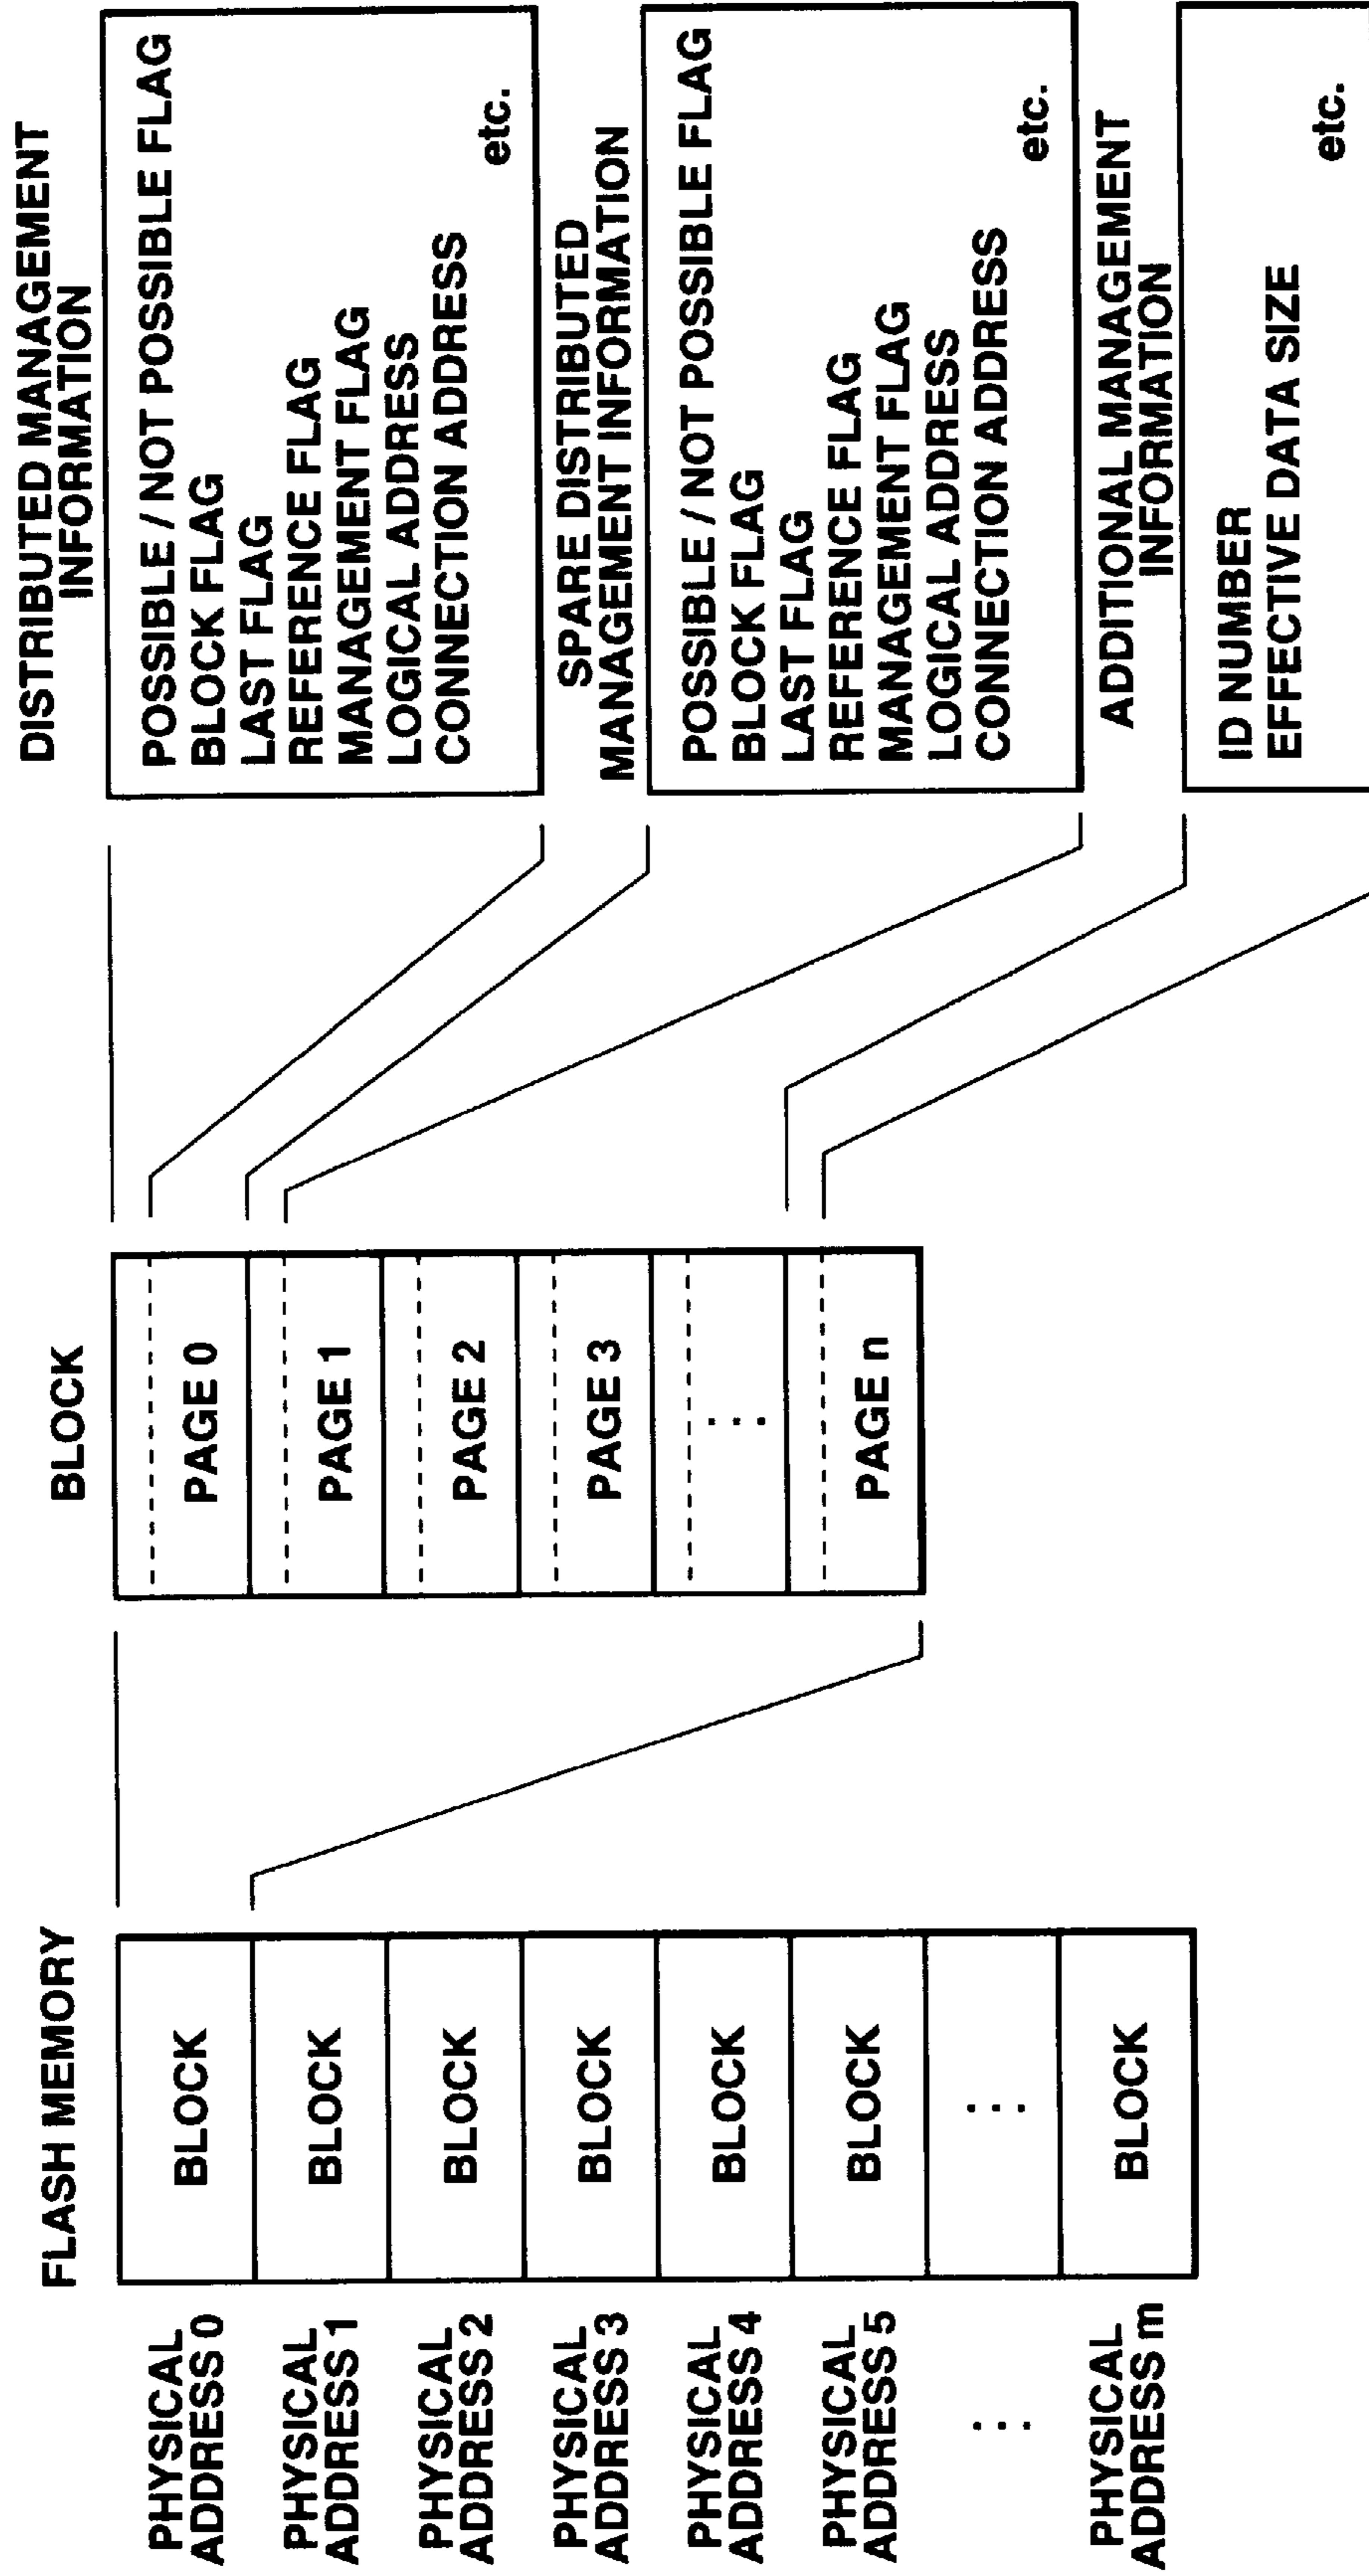 FLASH MEMORY
PHYSICAL
ADDRESS 0
BLOCK
PHYSICAL
ADDRESS 1
BLOCK
PHYSICAL
ADDRESS 2
BLOCK
PHYSICAL
ADDRESS 3
BLOCK
PHYSICAL
ADDRESS 4
BLOCK
PHYSICAL
ADDRESS 5
BLOCK
...
...
PHYSICAL
ADDRESS m
BLOCK
BLOCK
PAGE 0
PAGE 1
PAGE 2
PAGE 3
...
PAGE n
DISTRIBUTED MANAGEMENT
INFORMATION
POSSIBLE / NOT POSSIBLE FLAG
BLOCK FLAG
LAST FLAG
REFERENCE FLAG
MANAGEMENT FLAG
LOGICAL ADDRESS
CONNECTION ADDRESS
etc.
SPARE DISTRIBUTED
MANAGEMENT INFORMATION
POSSIBLE / NOT POSSIBLE FLAG
BLOCK FLAG
LAST FLAG
REFERENCE FLAG
MANAGEMENT FLAG
LOGICAL ADDRESS
CONNECTION ADDRESS
etc.
ADDITIONAL MANAGEMENT
INFORMATION
ID NUMBER
EFFECTIVE DATA SIZE
etc.